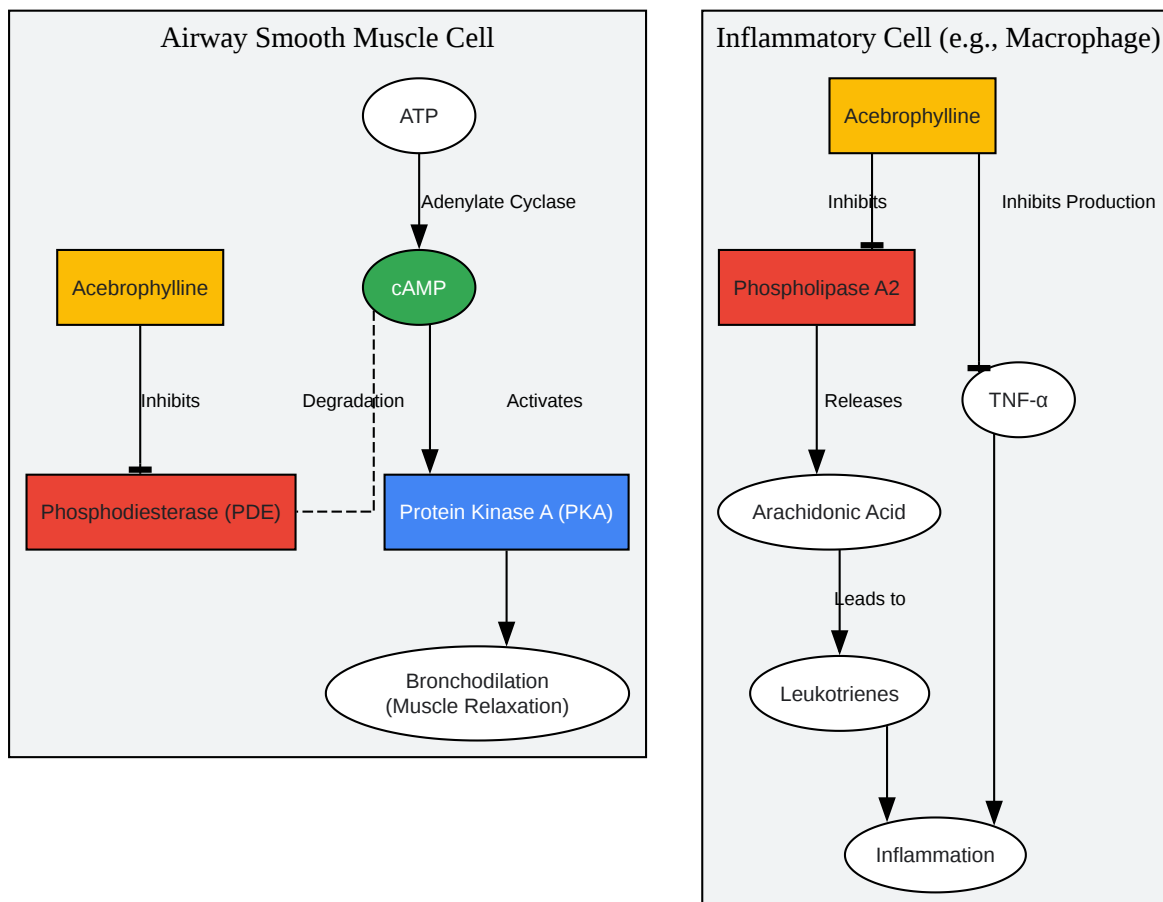 Airway Smooth Muscle Cell
ATP
Adenylate Cyclase
Acebrophylline
cAMP
Inhibits
Degradation
Activates
Phosphodiesterase (PDE)
Protein Kinase A (PKA)
Bronchodilation
(Muscle Relaxation)
Inflammatory Cell (e.g., Macrophage)
Acebrophylline
Inhibits
Inhibits Production
Phospholipase A2
Releases
TNF-α
Arachidonic Acid
Leads to
Leukotrienes
Inflammation